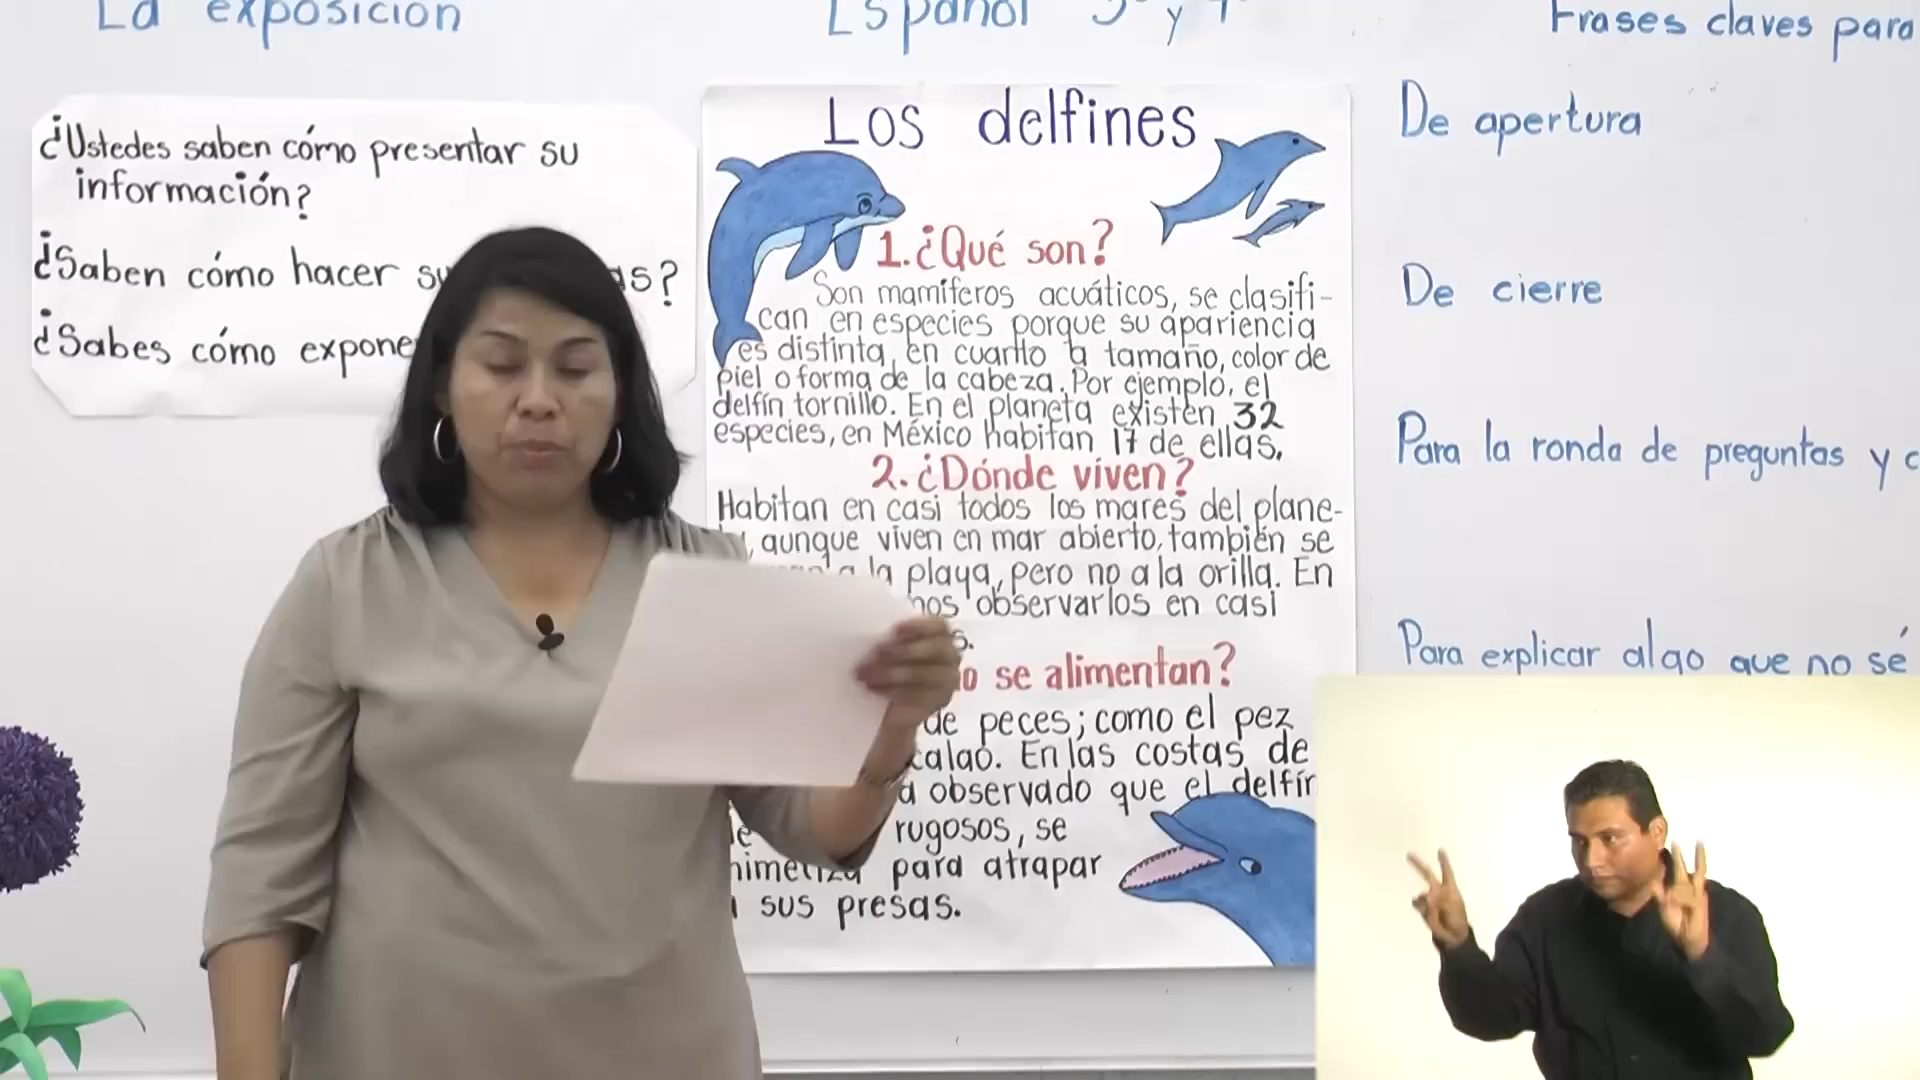 La exposición
Español 3° y 4°
Frases claves para
¿Ustedes saben cómo presentar su
información?
¿Saben cómo hacer
¿Sabes cómo
Los delfines
1. ¿Qué son?
Son mamíferos acuáticos, se clasifi-
can en especies porque su apariencia
es distinta, en cuanto a tamaño, color de
piel o forma de la cabeza. Por ejemplo, el
delfín tornillo. En el planeta existen 32
especies, en México habitan 17 de ellas.
2. ¿Dónde viven?
Habitan en casi todos los mares del plane-
, aunque viven en mar abierto, también se
a la playa, pero no a la orilla. En
observarlos en casi
se alimentan?
de peces; como el pez
En las costas de
observado que el delfín
rugosos, se
para atrapar
sus presas.
De apertura
De cierre
Para la ronda de preguntas y
Para explicar algo que no sé